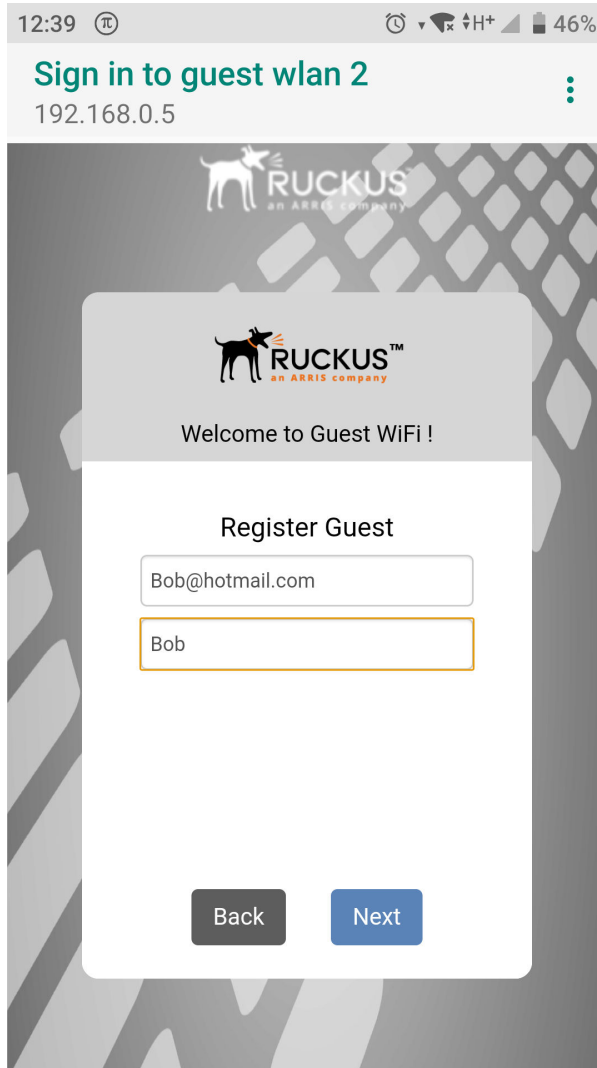 12:39 π H+ 46%
Sign in to guest wlan 2
192.168.0.5
RUCKUS
an ARRIS company
RUCKUS™
an ARRIS company
Welcome to Guest WiFi !
Register Guest
Bob@hotmail.com
Bob
Back Next